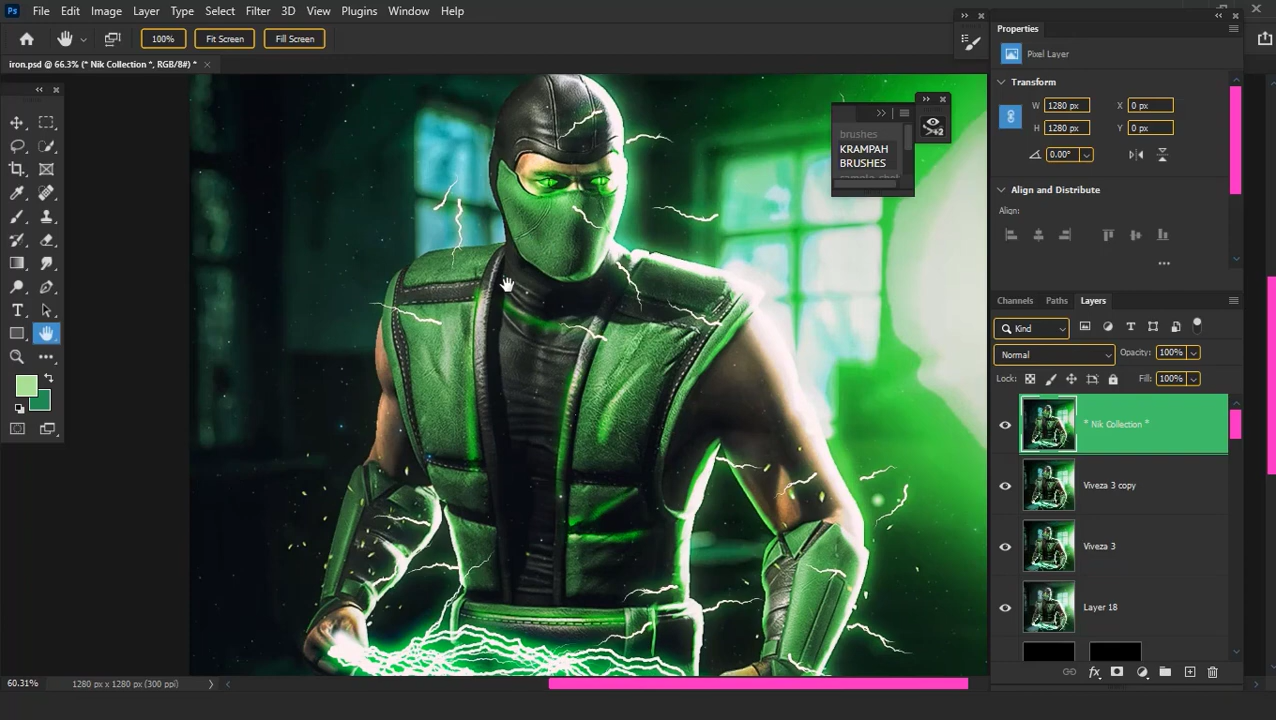 Ps File Edit Image Layer Type Select Filter 3D View Plugins Window Help
100% Fit Screen Fill Screen
iron.psd @ 66.3% (* Nik Collection *, RGB/8#) *
Properties
Pixel Layer
Transform
W 1280 px X 0 px
H 1280 px Y 0 px
0.00°
Align and Distribute
Align:
brushes
KRAMPAH
BRUSHES
Channels Paths Layers
Kind
Normal Opacity: 100%
Lock: Fill: 100%
* Nik Collection *
Viveza 3 copy
Viveza 3
Layer 18
60.31% 1280 px x 1280 px (300 ppi)